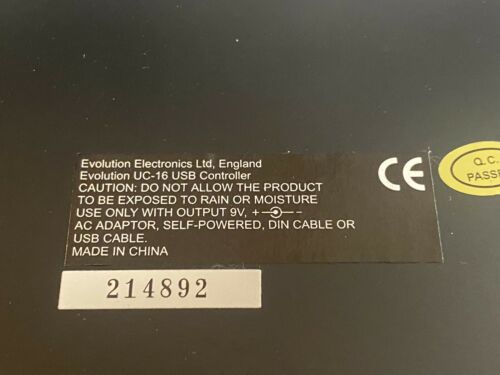 Evolution Electronics Ltd, England
Evolution UC-16 USB Controller
CAUTION: DO NOT ALLOW THE PRODUCT
TO BE EXPOSED TO RAIN OR MOISTURE
USE ONLY WITH OUTPUT 9V, + -
AC ADAPTOR, SELF-POWERED, DIN CABLE OR
USB CABLE.
MADE IN CHINA
CE
Q.C.
PASSE
214892